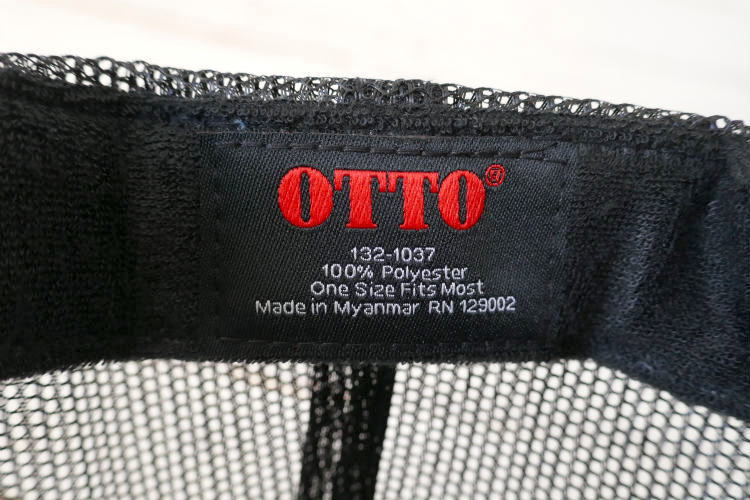 OTTO®
132-1037
100% Polyester
One Size Fits Most
Made in Myanmar RN 129002